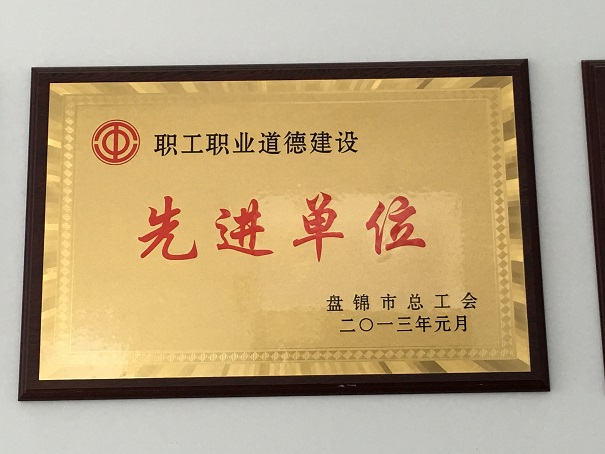 职工职业道德建设
先进单位
盘锦市总工会
二〇一三年元月